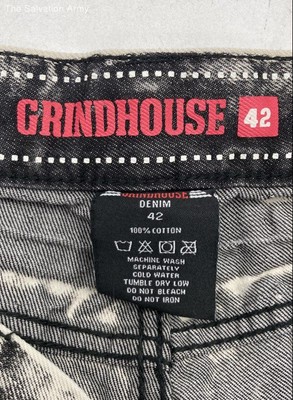 The Salvation Army
GRINDHOUSE 42
GRINDHOUSE
DENIM
42
100% COTTON
MACHINE WASH
SEPARATELY
COLD WATER
TUMBLE DRY LOW
DO NOT BLEACH
DO NOT IRON